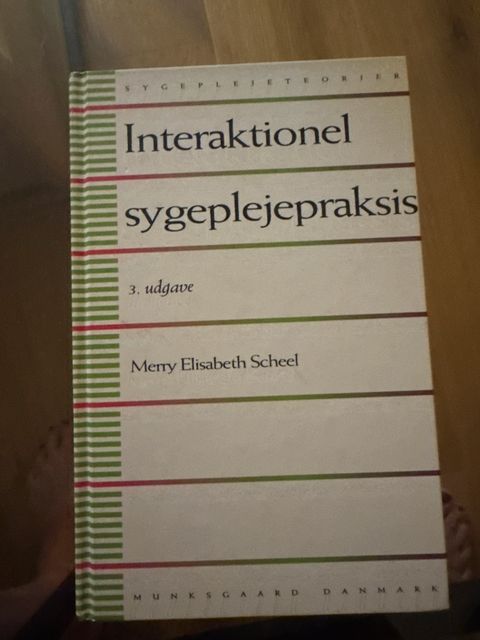 SYGEPLEJETEORIER
Interaktionel
sygeplejepraksis
3. udgave
Merry Elisabeth Scheel
MUNKSGAARD DANMARK